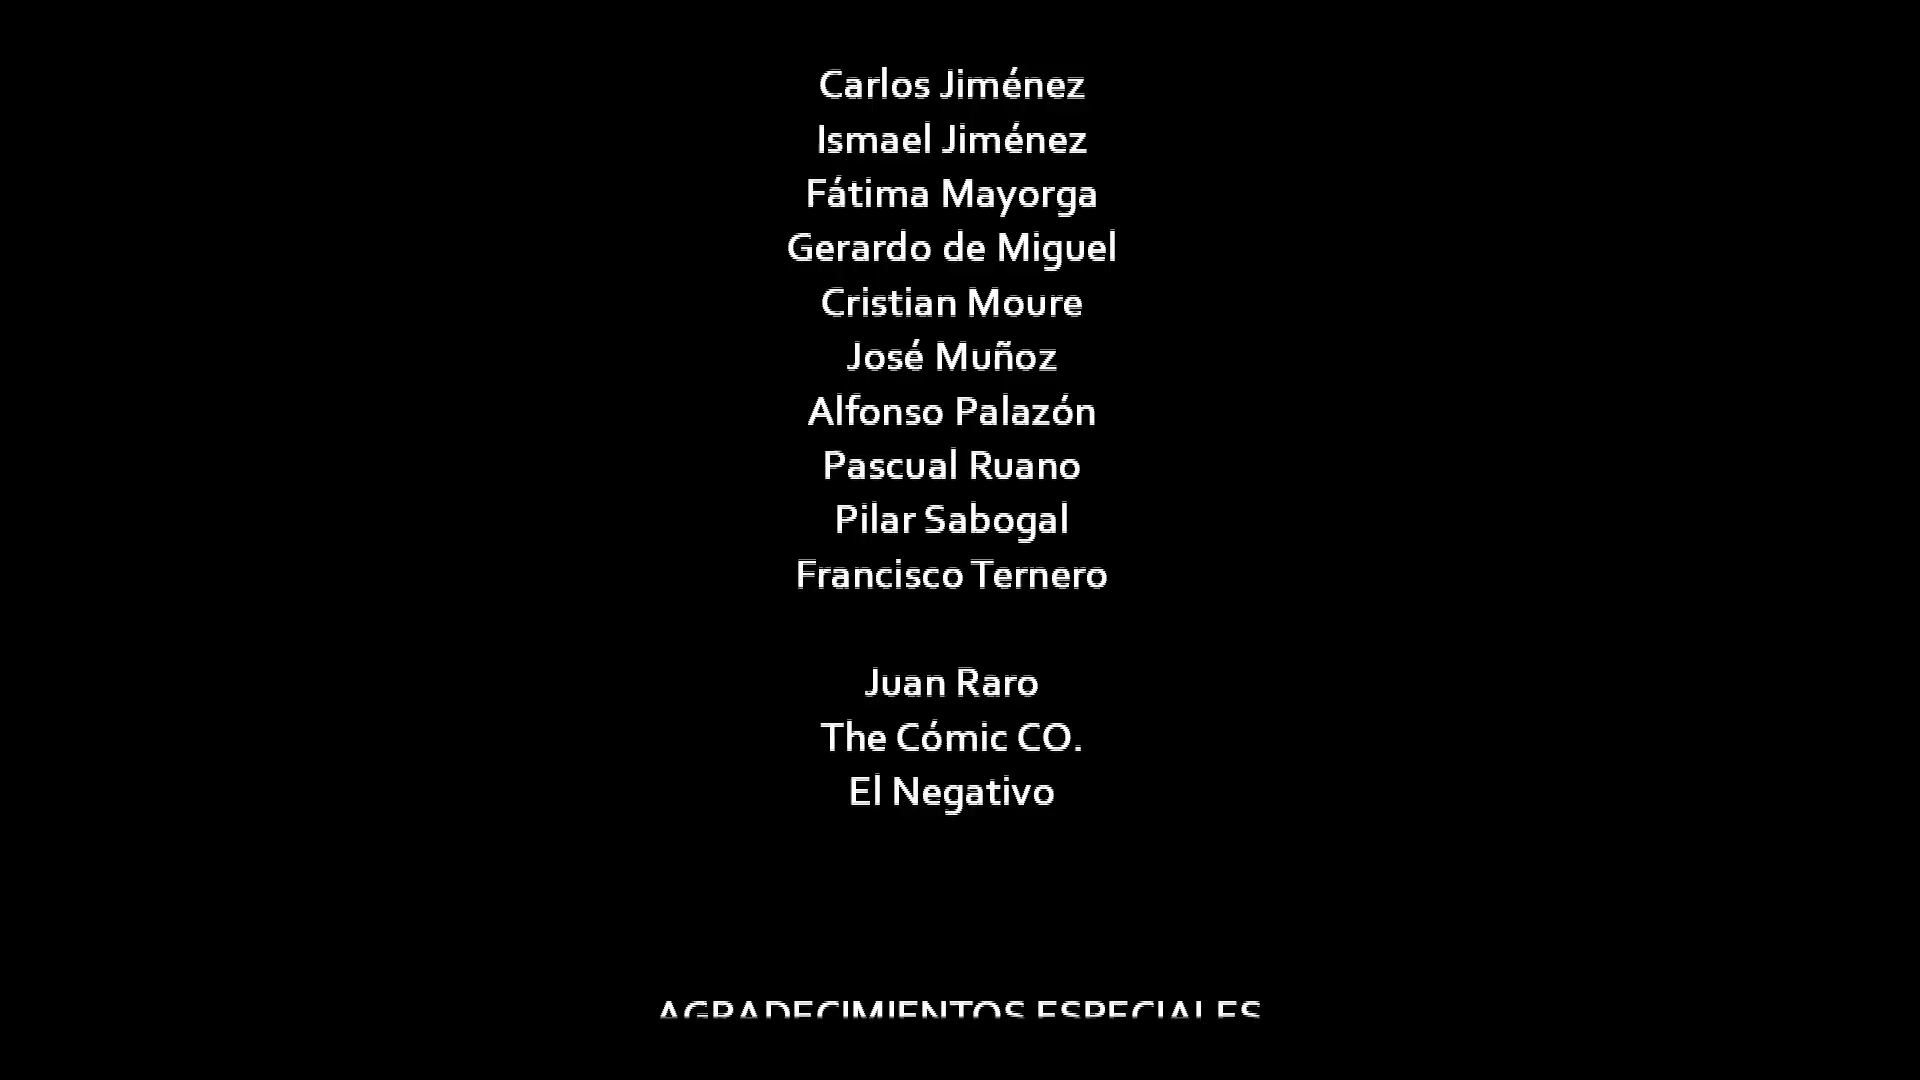 Carlos Jiménez
Ismael Jiménez
Fátima Mayorga
Gerardo de Miguel
Cristian Moure
José Muñoz
Alfonso Palazón
Pascual Ruano
Pilar Sabogal
Francisco Ternero
Juan Raro
The Cómic CO.
El Negativo
AGRADECIMIENTOS ESPECIALES